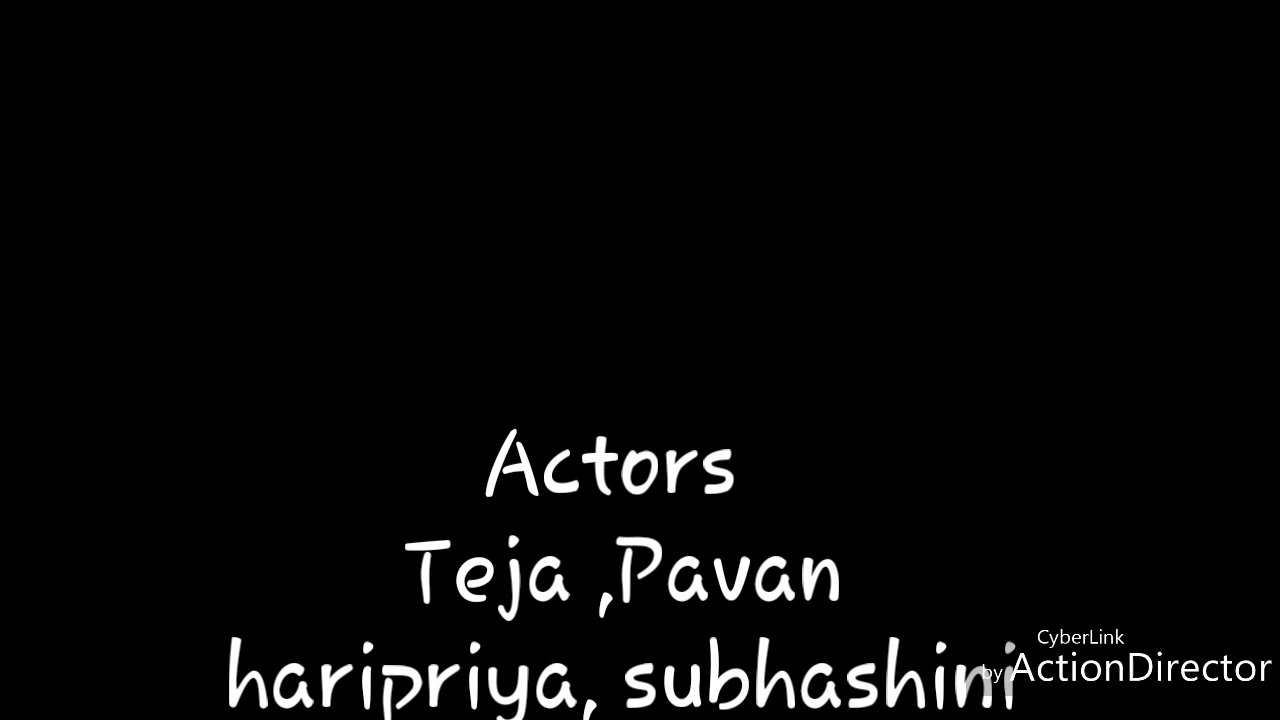 Actors
Teja ,Pavan
haripriya, subhashini
CyberLink
by ActionDirector